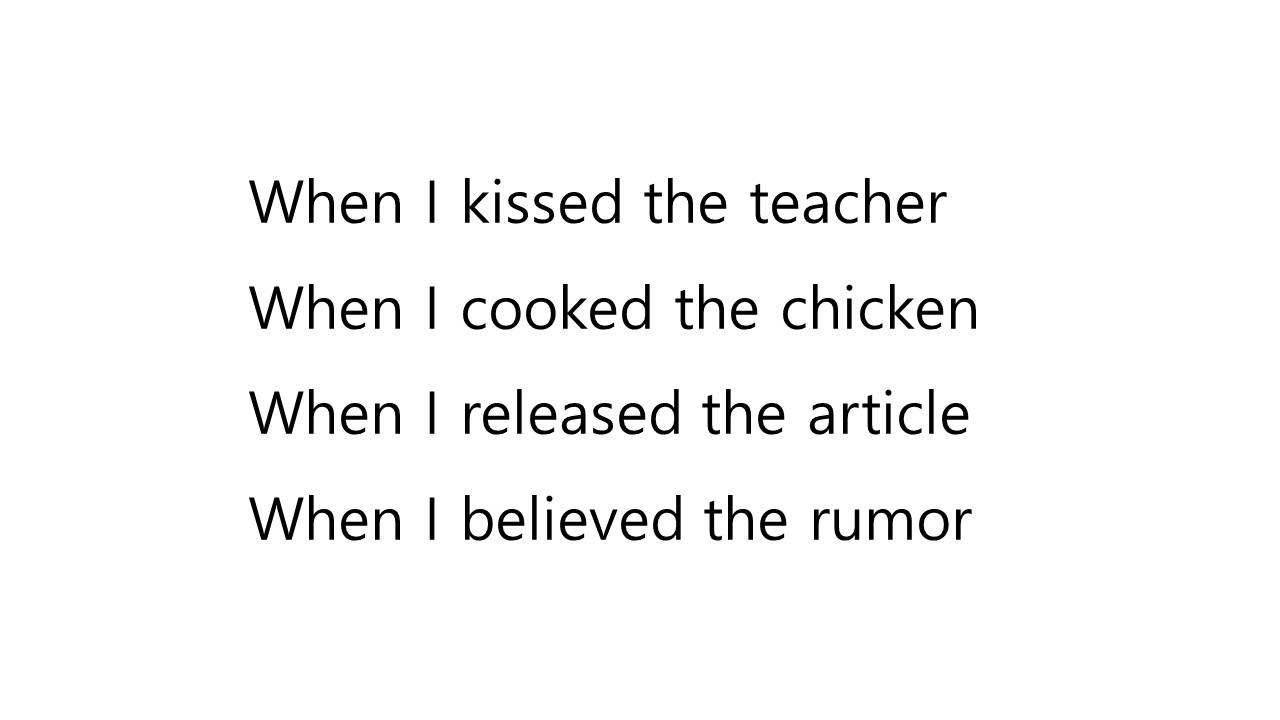 When I kissed the teacher
When I cooked the chicken
When I released the article
When I believed the rumor